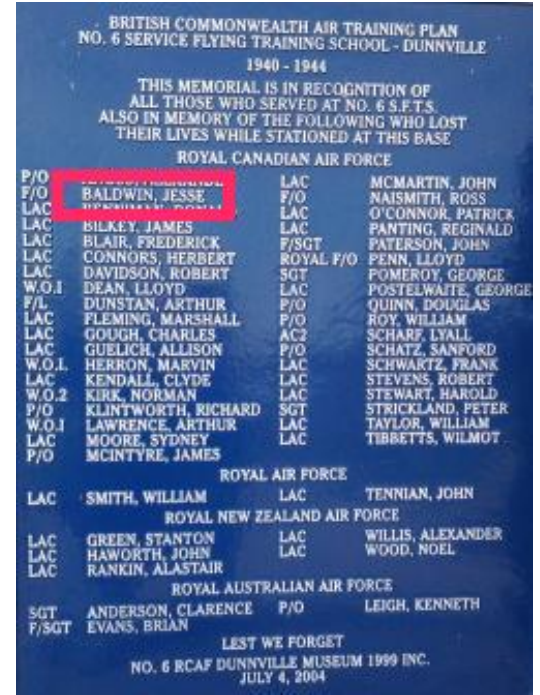 BRITISH COMMONWEALTH AIR TRAINING PLAN
NO. 6 SERVICE FLYING TRAINING SCHOOL - DUNNVILLE
1940 - 1944
THIS MEMORIAL IS IN RECOGNITION OF
ALL THOSE WHO SERVED AT NO. 6 S.F.T.S.
ALSO IN MEMORY OF THE FOLLOWING WHO LOST
THEIR LIVES WHILE STATIONED AT THIS BASE
ROYAL CANADIAN AIR FORCE
P/O LAC MCMARTIN, JOHN
F/O BALDWIN, JESSE F/O NAISMITH, ROSS
LAC LAC O'CONNOR, PATRICK
LAC BILKEY, JAMES LAC PANTING, REGINALD
LAC BLAIR, FREDERICK F/SGT PATERSON, JOHN
LAC CONNORS, HERBERT ROYAL F/O PENN, LLOYD
LAC DAVIDSON, ROBERT SGT POMEROY, GEORGE
W.O.1 DEAN, LLOYD LAC POSTELWAITE, GEORGE
F/L DUNSTAN, ARTHUR P/O QUINN, DOUGLAS
LAC FLEMING, MARSHALL P/O ROY, WILLIAM
LAC GOUGH, CHARLES AC2 SCHARF, LYALL
LAC GUELICH, ALLISON P/O SCHATZ, SANFORD
W.O.1. HERRON, MARVIN LAC SCHWARTZ, FRANK
LAC KENDALL, CLYDE LAC STEVENS, ROBERT
W.O.2 KIRK, NORMAN LAC STEWART, HAROLD
P/O KLINTWORTH, RICHARD SGT STRICKLAND, PETER
W.O.1 LAWRENCE, ARTHUR LAC TAYLOR, WILLIAM
LAC MOORE, SYDNEY LAC TIBBETTS, WILMOT
P/O MCINTYRE, JAMES
ROYAL AIR FORCE
LAC SMITH, WILLIAM LAC TENNIAN, JOHN
ROYAL NEW ZEALAND AIR FORCE
LAC GREEN, STANTON LAC WILLIS, ALEXANDER
LAC HAWORTH, JOHN LAC WOOD, NOEL
LAC RANKIN, ALASTAIR
ROYAL AUSTRALIAN AIR FORCE
SGT ANDERSON, CLARENCE P/O LEIGH, KENNETH
F/SGT EVANS, BRIAN
LEST WE FORGET
NO. 6 RCAF DUNNVILLE MUSEUM 1999 INC.
JULY 4, 2004